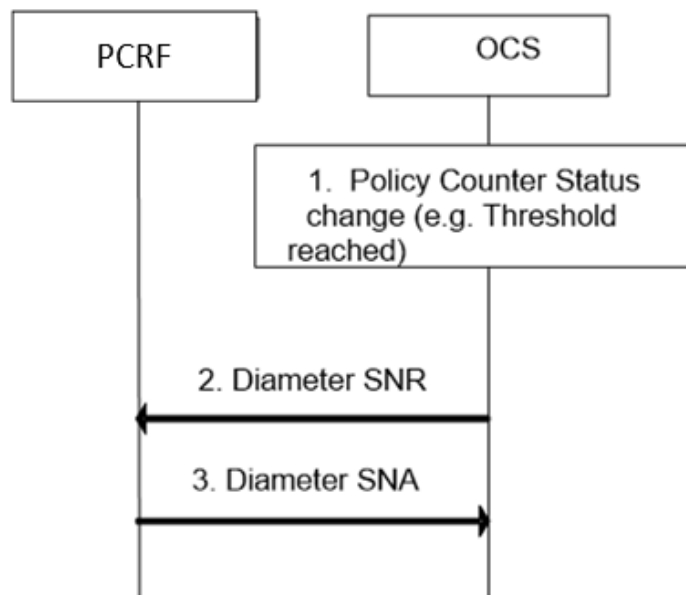 PCRF
OCS
1. Policy Counter Status
change (e.g. Threshold
reached)
2. Diameter SNR
3. Diameter SNA